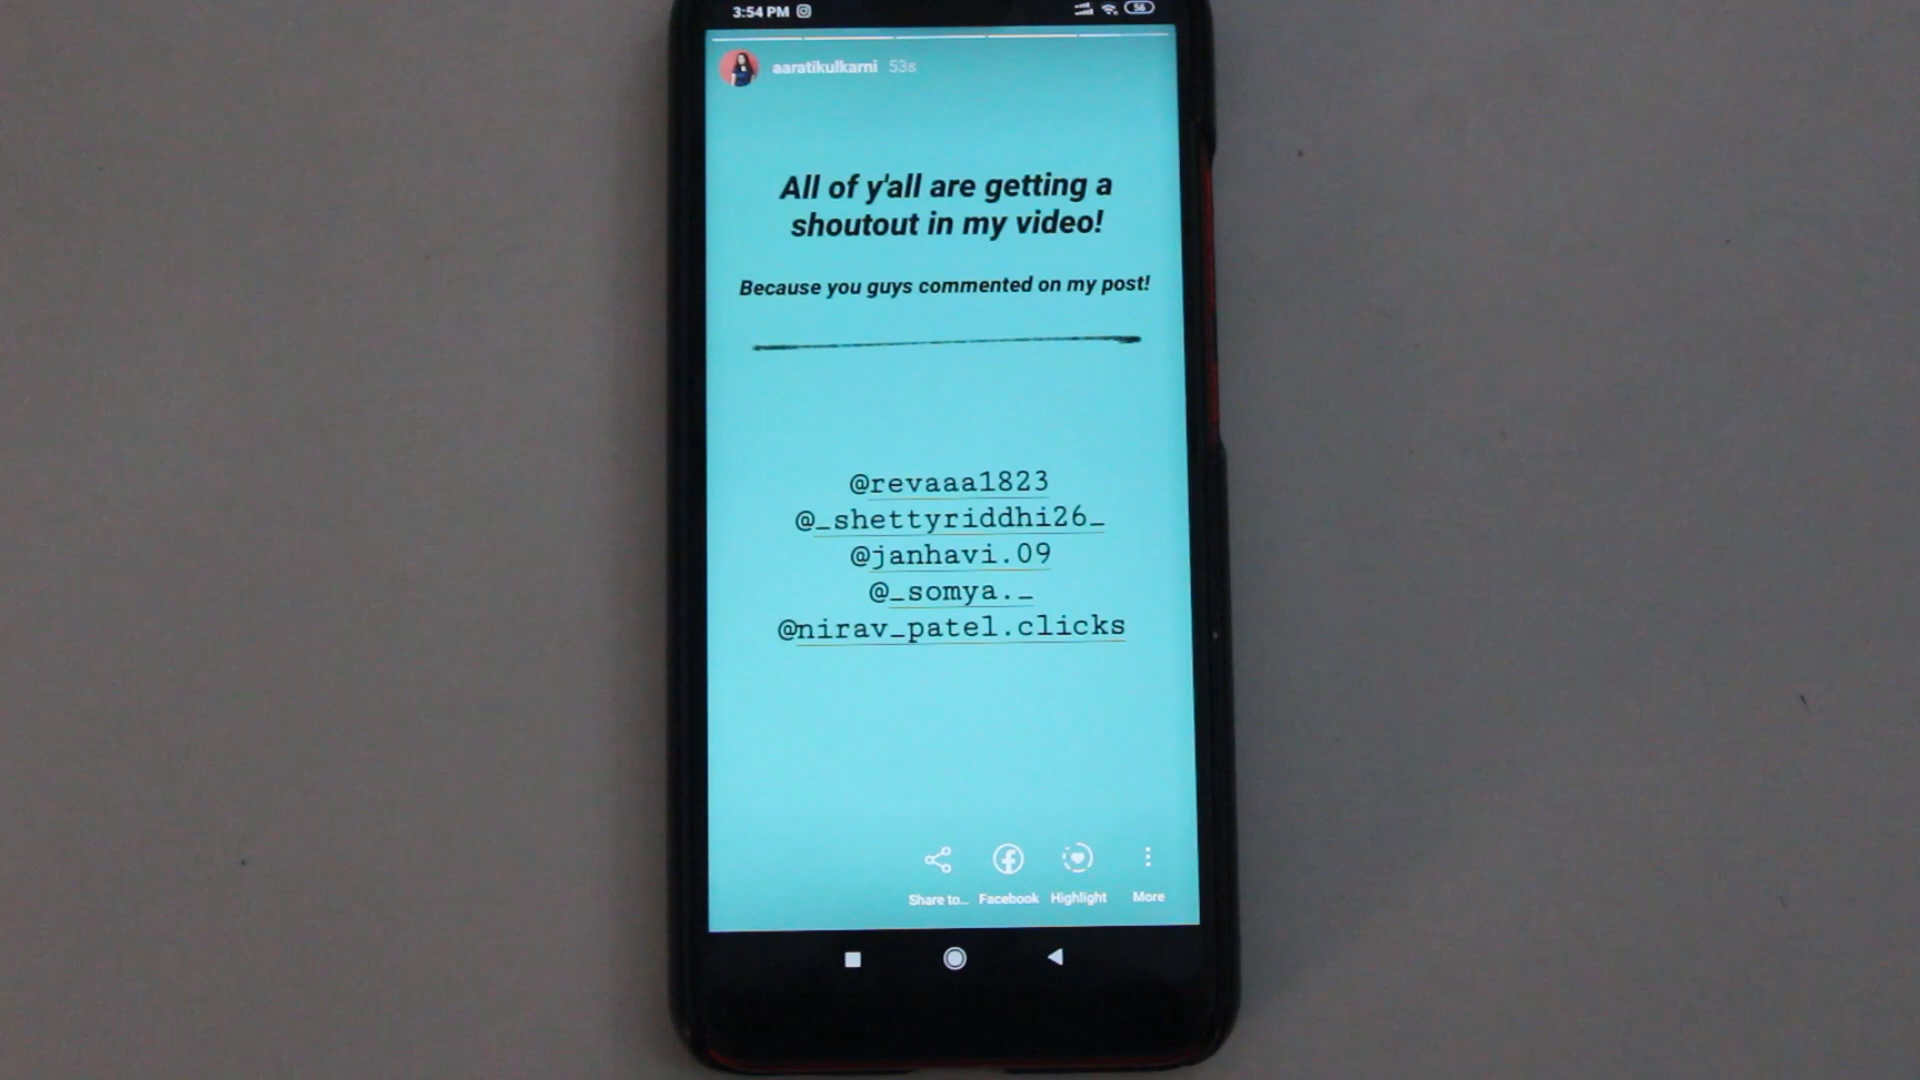 3:54 PM 56
aaratikulkarni 53s
All of y'all are getting a
shoutout in my video!
Because you guys commented on my post!
@revaaa1823
@_shettyriddhi26_
@janhavi.09
@_somya._
@nirav_patel.clicks
Share to... Facebook Highlight More